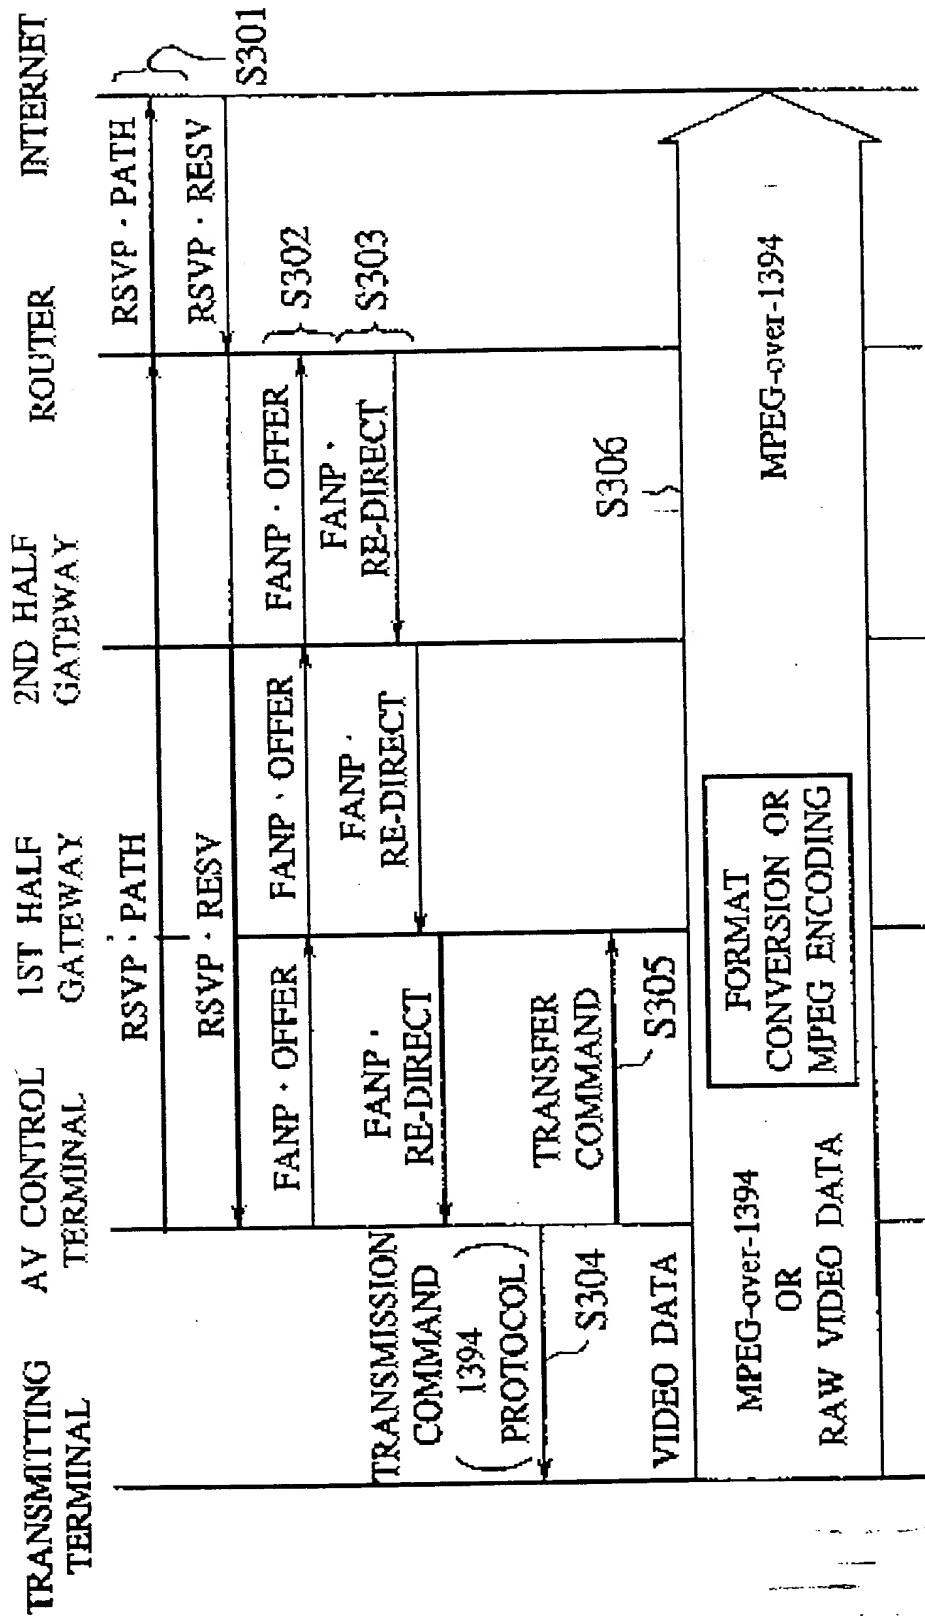 TRANSMITTING
TERMINAL
AV CONTROL
TERMINAL
1ST HALF
GATEWAY
2ND HALF
GATEWAY
ROUTER
INTERNET
RSVP · PATH
RSVP · PATH
S301
RSVP · RESV
RSVP · RESV
FANP · OFFER
FANP · OFFER
FANP · OFFER
S302
FANP ·
RE-DIRECT
FANP ·
RE-DIRECT
FANP ·
RE-DIRECT
S303
TRANSMISSION
COMMAND
(1394
PROTOCOL)
S304
TRANSFER
COMMAND
S305
VIDEO DATA
S306
MPEG-over-1394
OR
RAW VIDEO DATA
FORMAT
CONVERSION OR
MPEG ENCODING
MPEG-over-1394